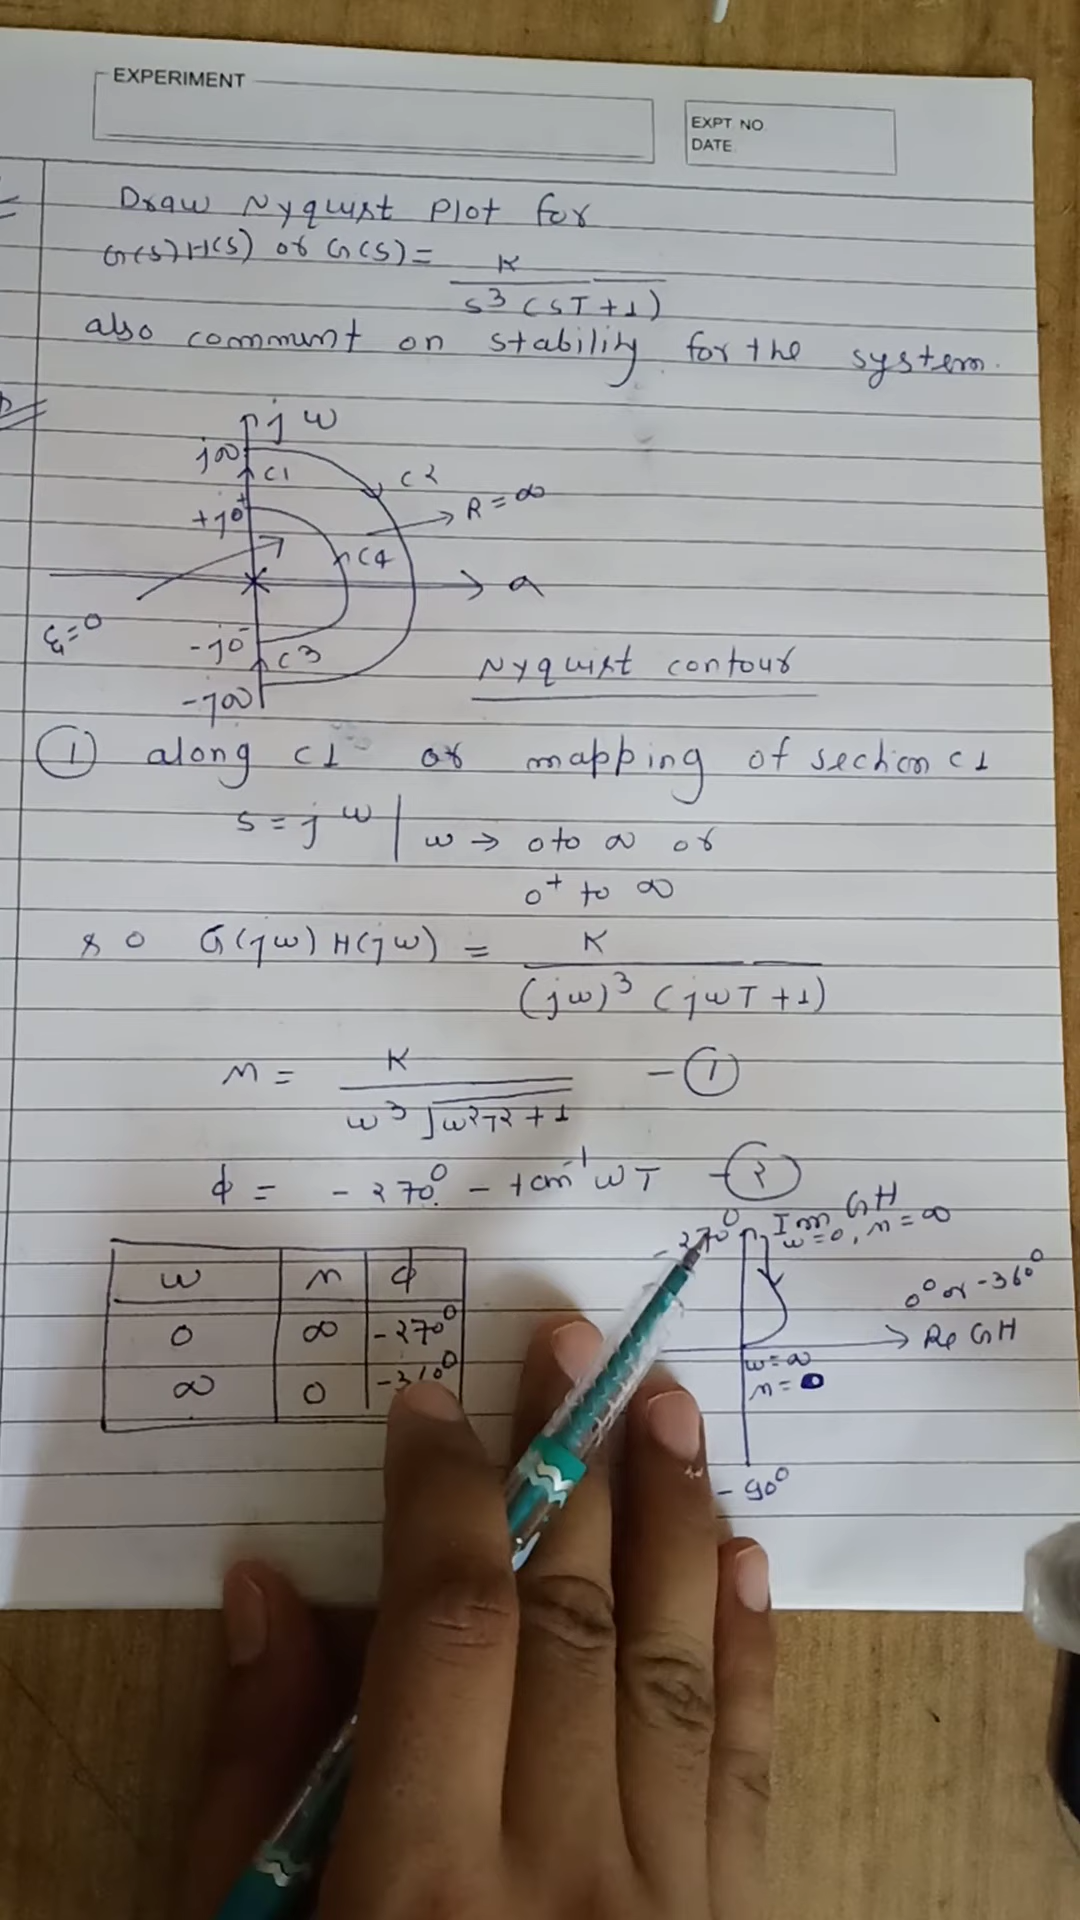 EXPERIMENT
EXPT NO
DATE
Draw Nyquist Plot for
G(s)H(s) or G(s) = K / s³(sT+1)
also comment on stability for the system.
jω
j∞
C1
C2
+j0⁺
R = ∞
C4
σ
ε=0
-j0⁻
C3
-j∞
Nyquist contour
① along C1 or mapping of section C1
s = jω | ω → 0 to ∞ or
0⁺ to ∞
so G(jω)H(jω) = K / (jω)³(jωT+1)
M = K / ω³√ω²T²+1 - ①
ϕ = -270° - tan⁻¹ωT - ②
-270° Im GH
ω=0, M=∞
0° or -360°
Re GH
ω=∞
M=0
-90°
ω M ϕ
0 ∞ -270°
∞ 0 -360°